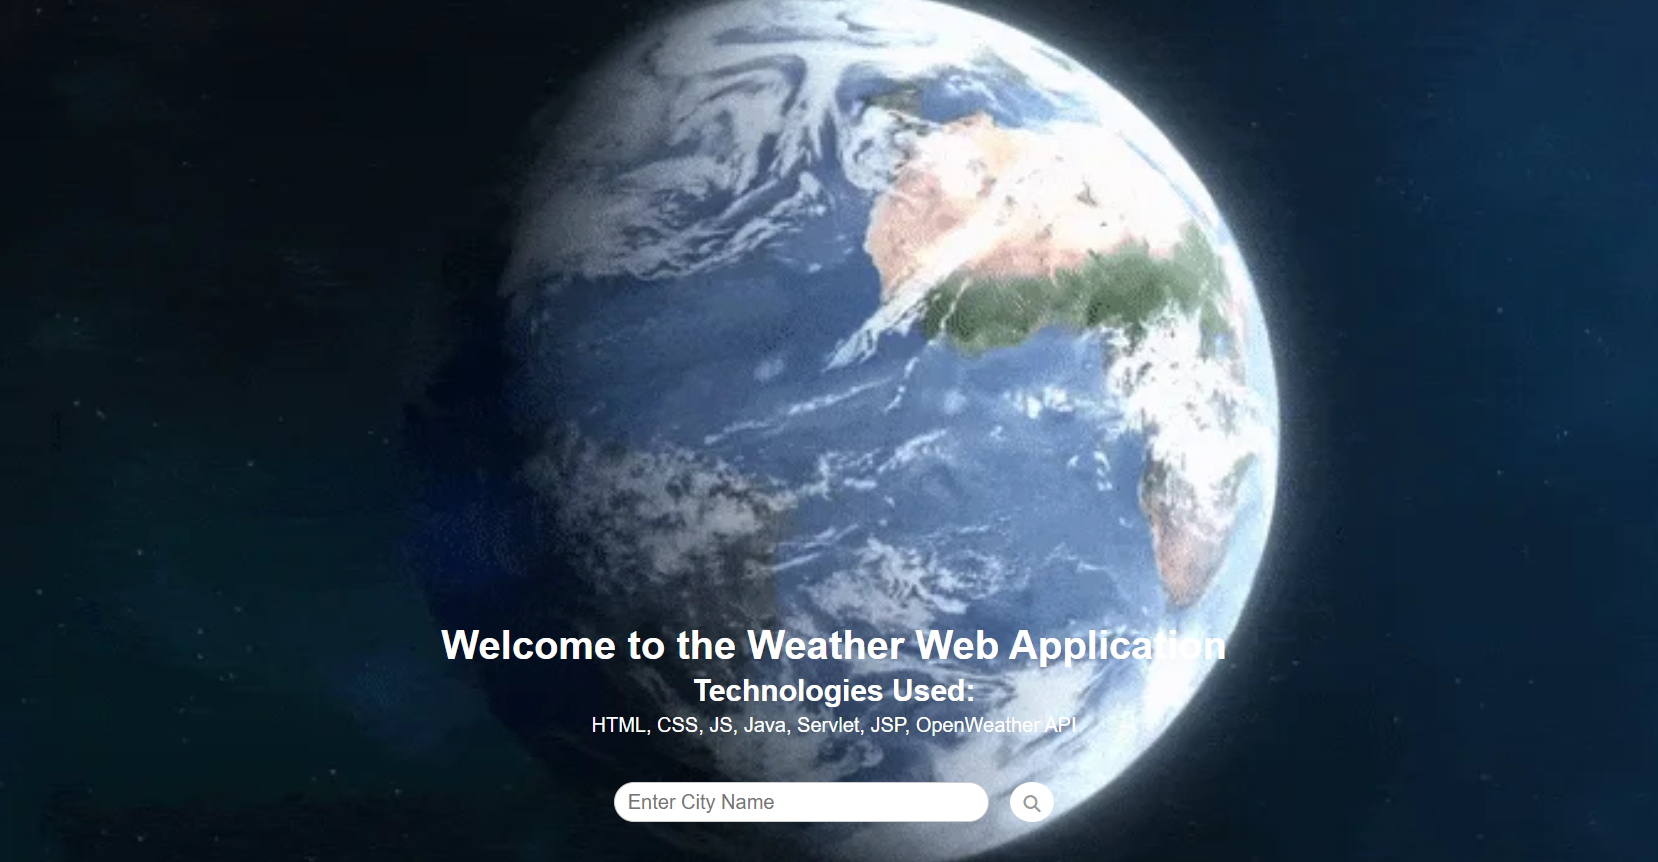 Welcome to the Weather Web Application
Technologies Used:
HTML, CSS, JS, Java, Servlet, JSP, OpenWeather API
Enter City Name